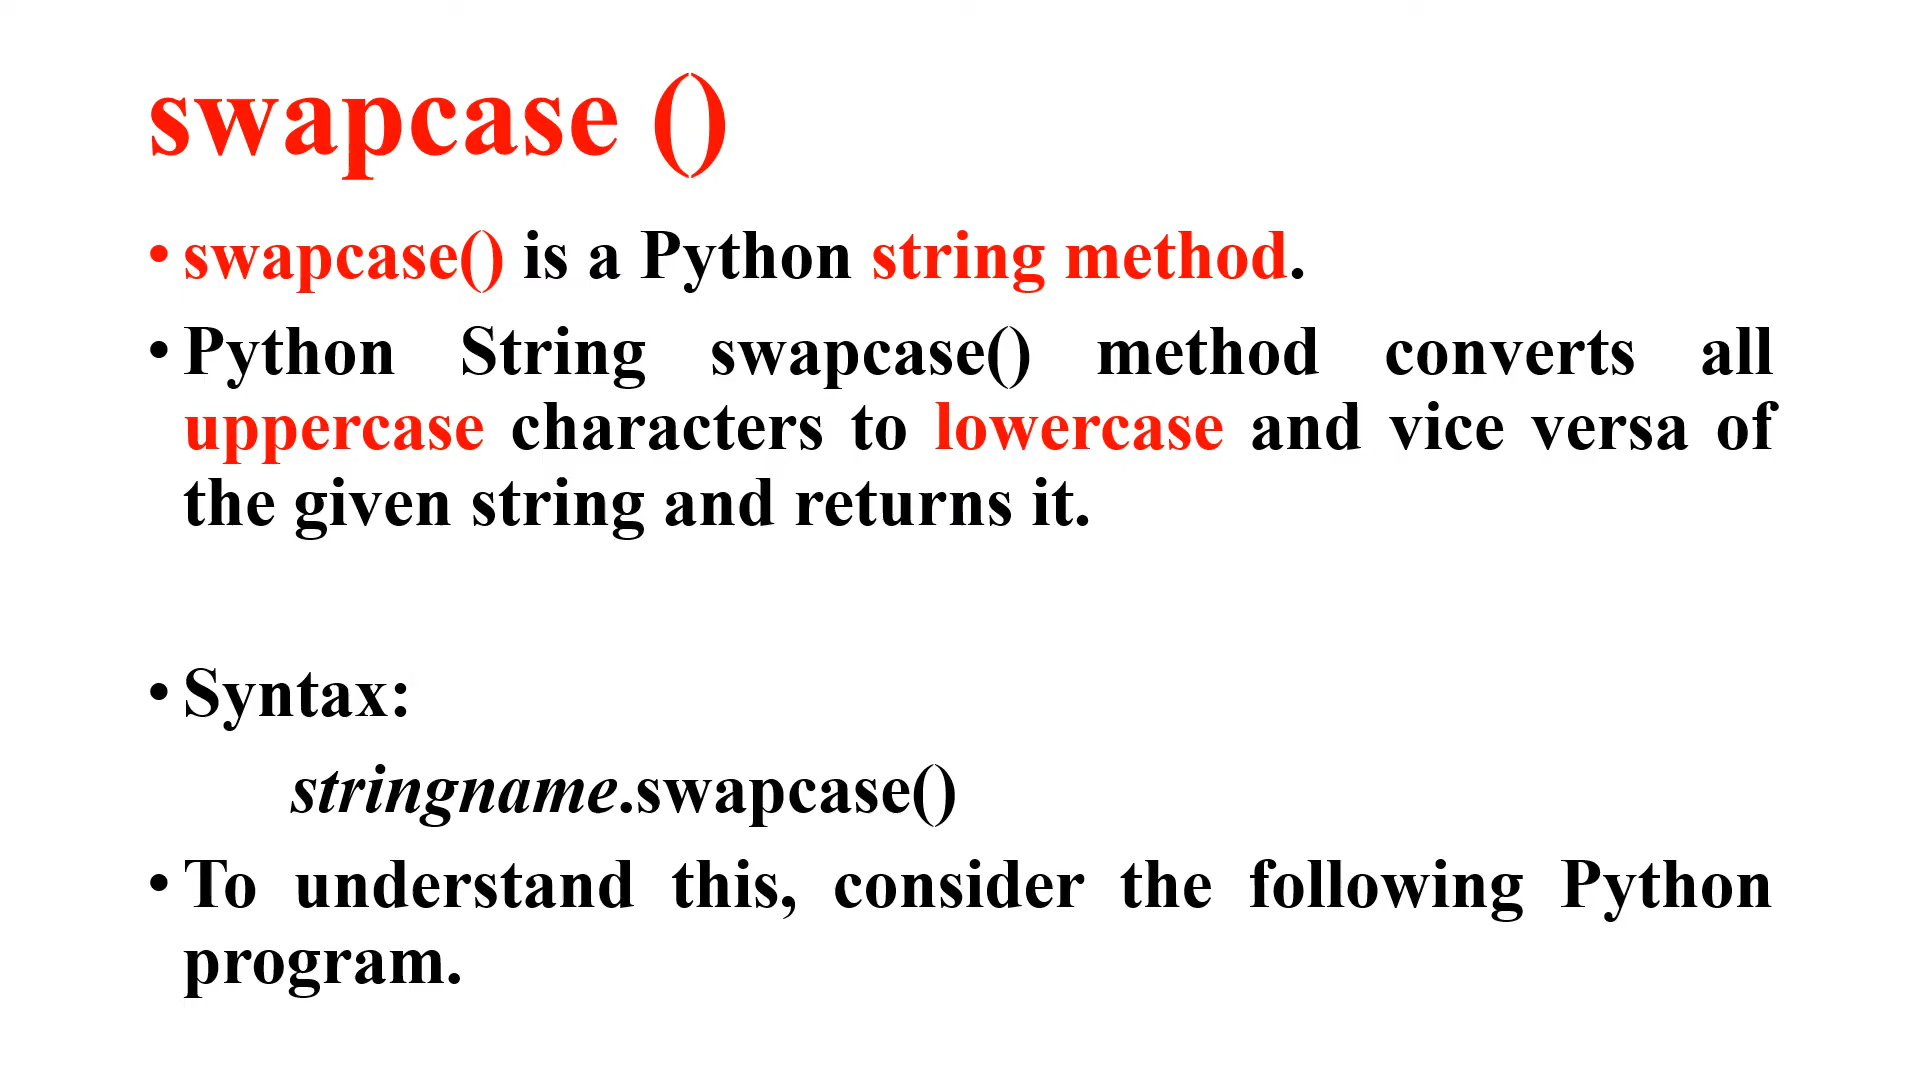 swapcase ()
• swapcase() is a Python string method.
• Python String swapcase() method converts all
uppercase characters to lowercase and vice versa of
the given string and returns it.
• Syntax:
stringname.swapcase()
• To understand this, consider the following Python
program.